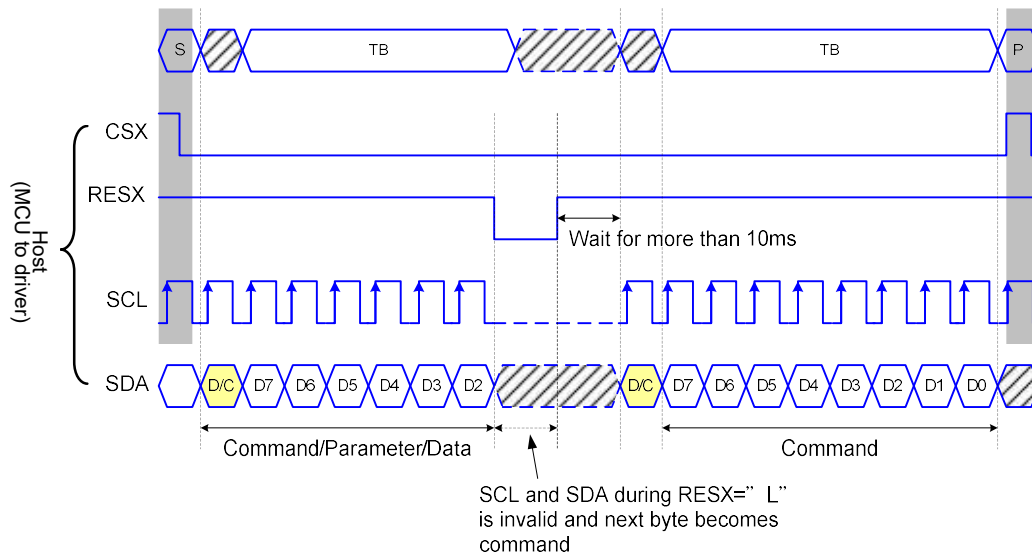 S TB TB P
CSX
RESX
Wait for more than 10ms
Host
(MCU to driver)
SCL
SDA D/C D7 D6 D5 D4 D3 D2 D/C D7 D6 D5 D4 D3 D2 D1 D0
Command/Parameter/Data Command
SCL and SDA during RESX=” L”
is invalid and next byte becomes
command